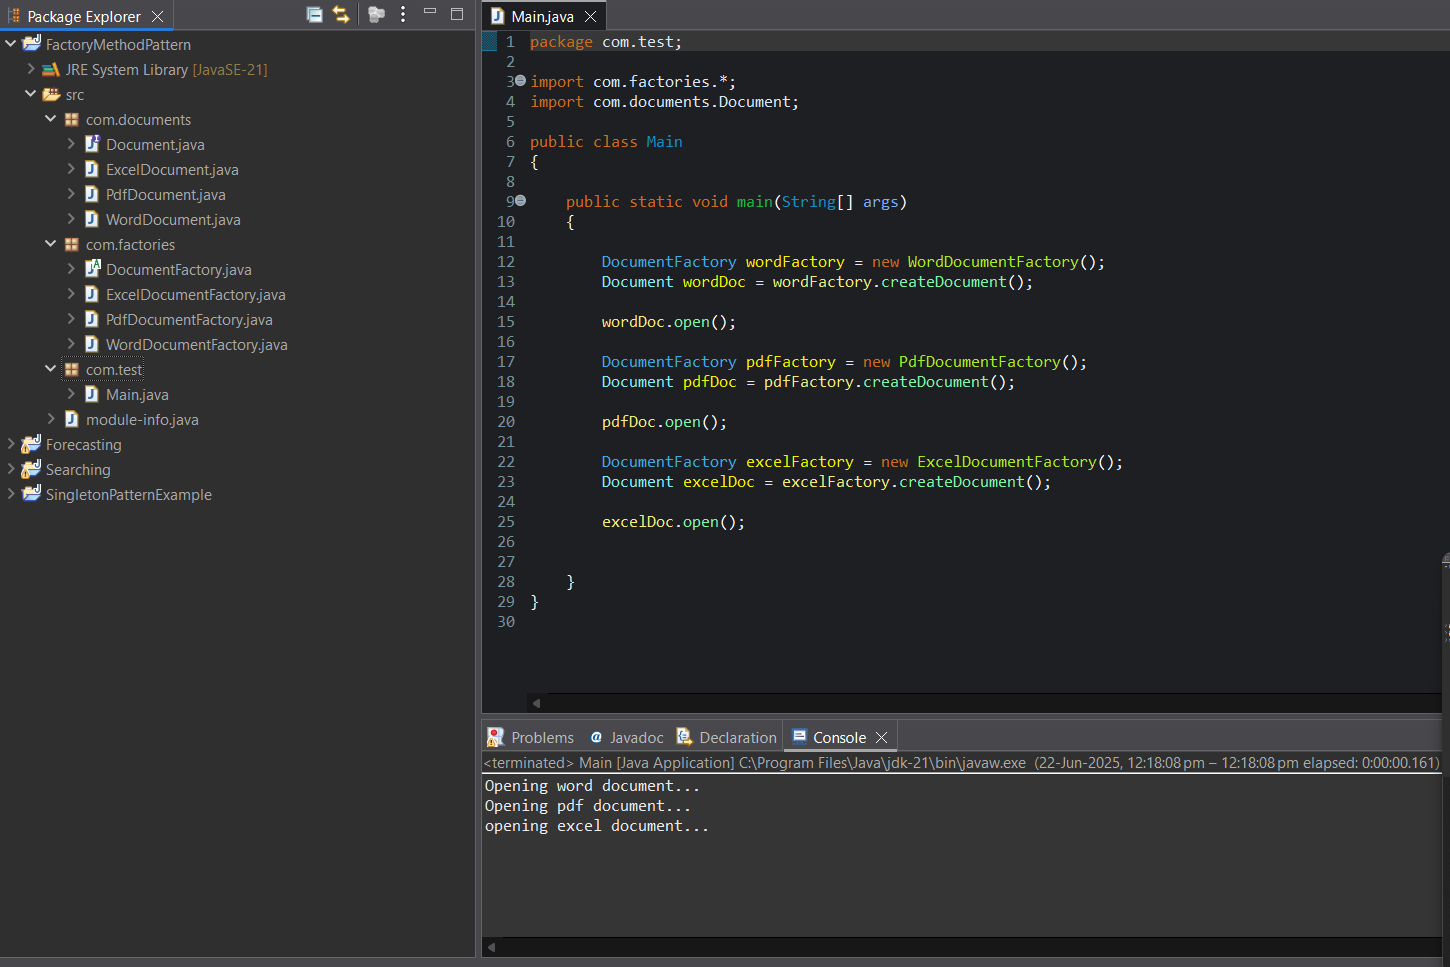 Package Explorer
FactoryMethodPattern
JRE System Library [JavaSE-21]
src
com.documents
Document.java
ExcelDocument.java
PdfDocument.java
WordDocument.java
com.factories
DocumentFactory.java
ExcelDocumentFactory.java
PdfDocumentFactory.java
WordDocumentFactory.java
com.test
Main.java
module-info.java
Forecasting
Searching
SingletonPatternExample
Main.java
1 package com.test;
2
3 import com.factories.*;
4 import com.documents.Document;
5
6 public class Main
7 {
8
9     public static void main(String[] args)
10     {
11
12         DocumentFactory wordFactory = new WordDocumentFactory();
13         Document wordDoc = wordFactory.createDocument();
14
15         wordDoc.open();
16
17         DocumentFactory pdfFactory = new PdfDocumentFactory();
18         Document pdfDoc = pdfFactory.createDocument();
19
20         pdfDoc.open();
21
22         DocumentFactory excelFactory = new ExcelDocumentFactory();
23         Document excelDoc = excelFactory.createDocument();
24
25         excelDoc.open();
26
27
28     }
29 }
30
Problems @ Javadoc Declaration Console
<terminated> Main [Java Application] C:\Program Files\Java\jdk-21\bin\javaw.exe (22-Jun-2025, 12:18:08 pm – 12:18:08 pm elapsed: 0:00:00.161)
Opening word document...
Opening pdf document...
opening excel document...